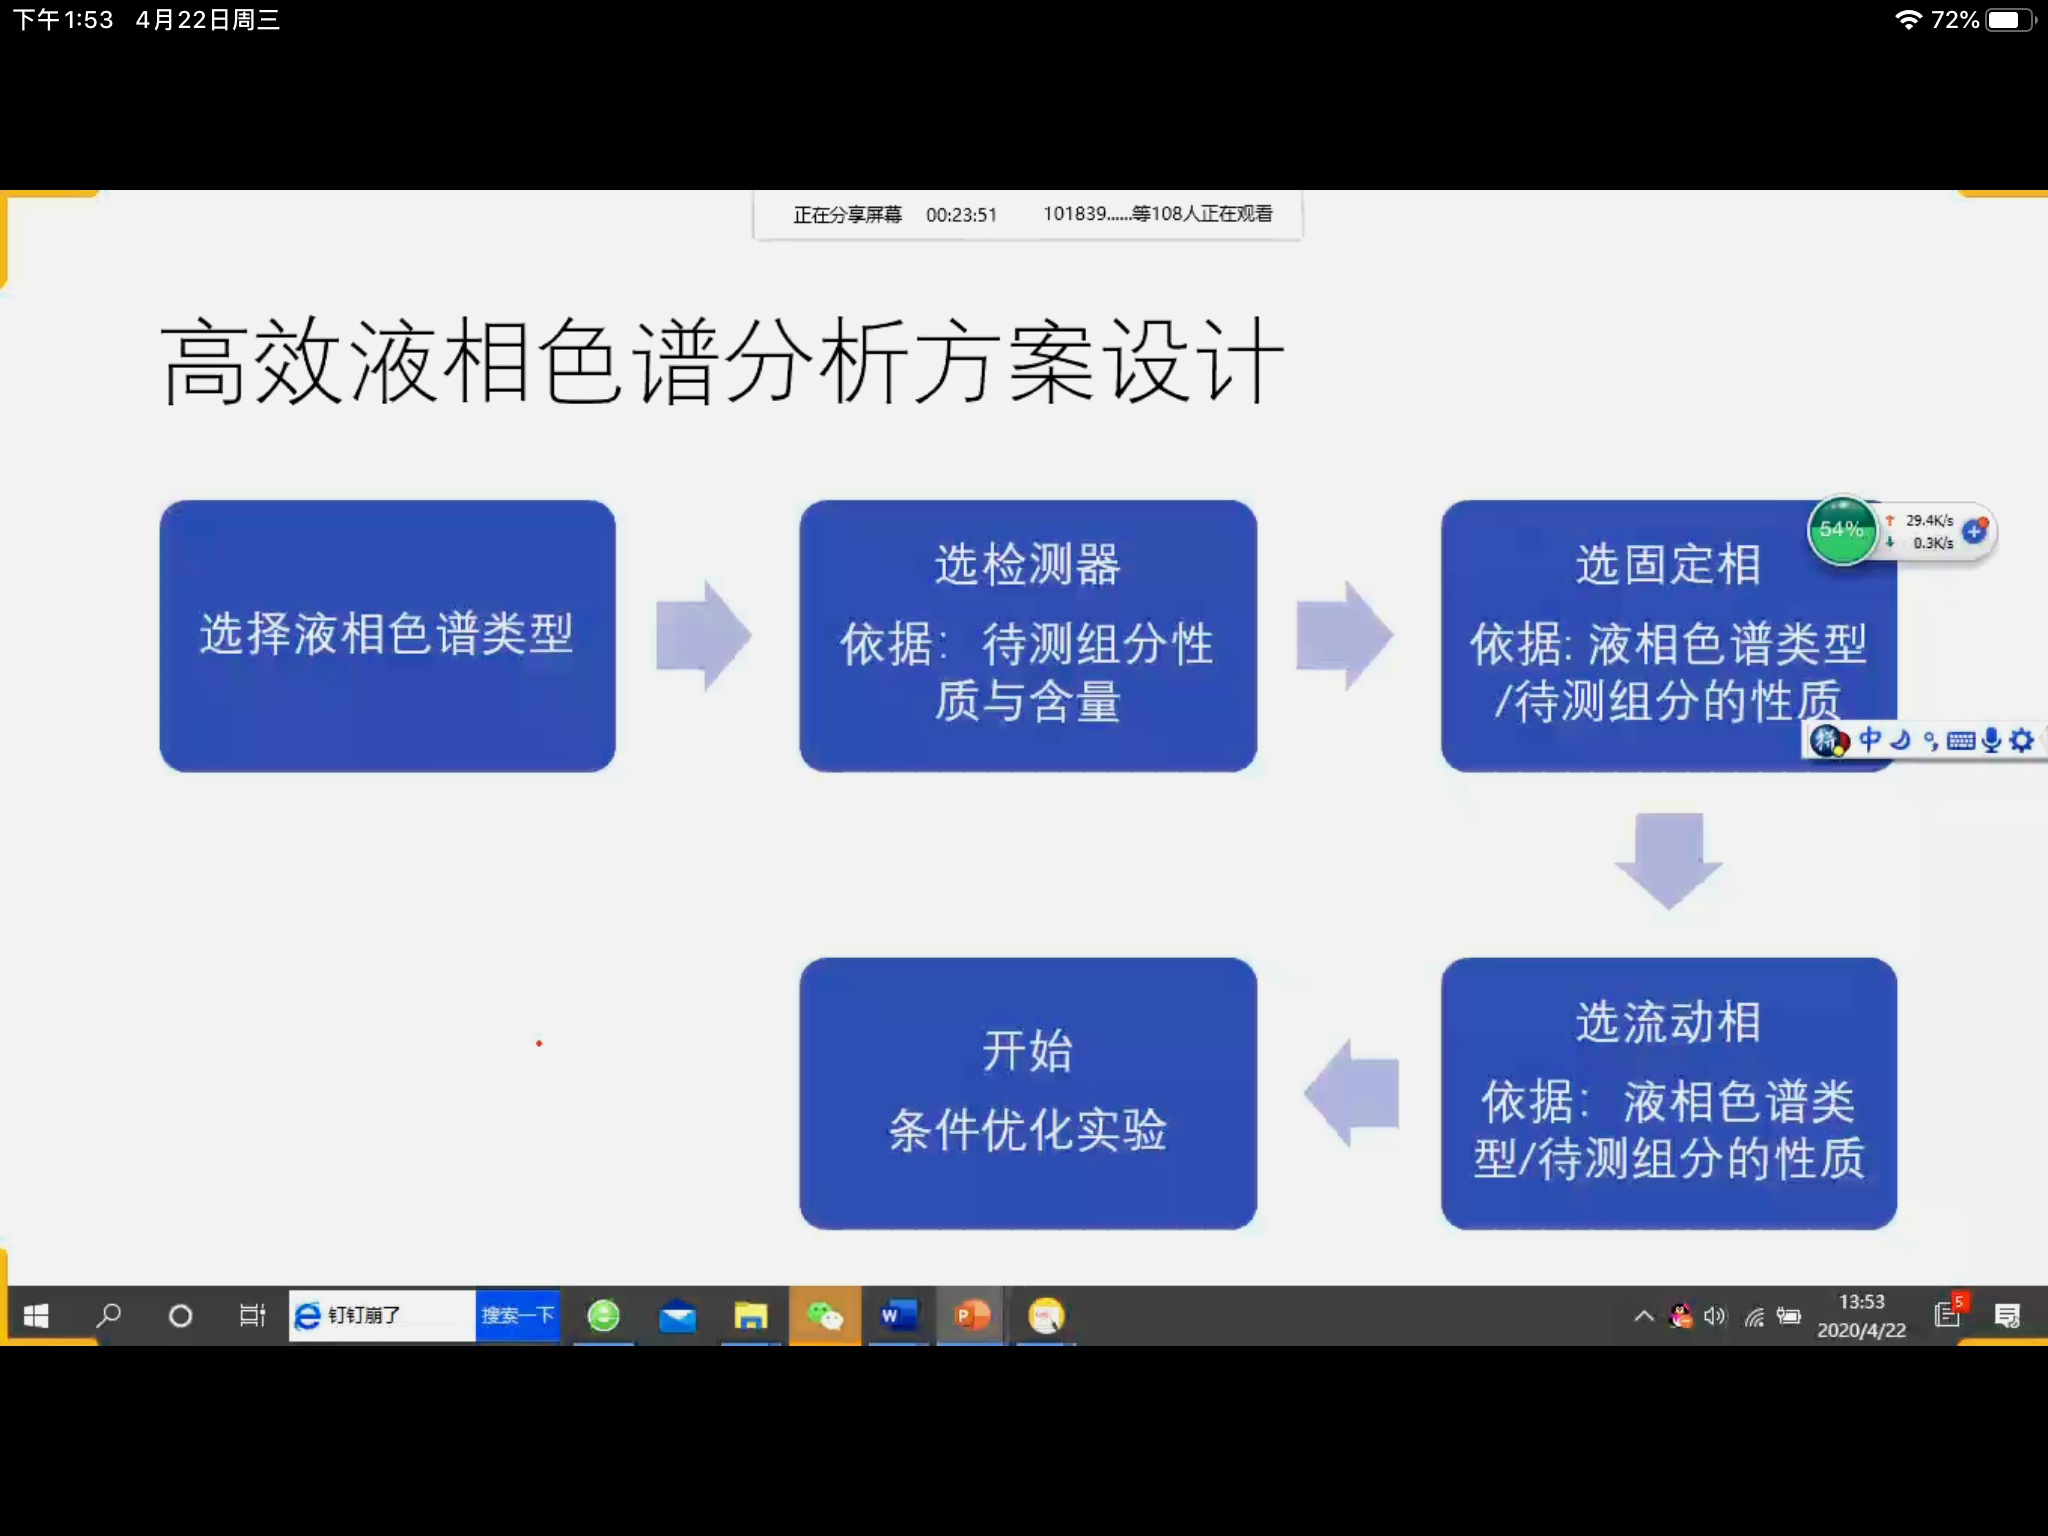 下午1:53 4月22日周三
72%
正在分享屏幕 00:23:51 101839......等108人正在观看
高效液相色谱分析方案设计
选择液相色谱类型
选检测器
依据：待测组分性
质与含量
选固定相
依据:液相色谱类型
/待测组分的性质
54%
29.4K/s
0.3K/s
中
选流动相
依据：液相色谱类
型/待测组分的性质
开始
条件优化实验
钉钉崩了
搜索一下
13:53
2020/4/22
5